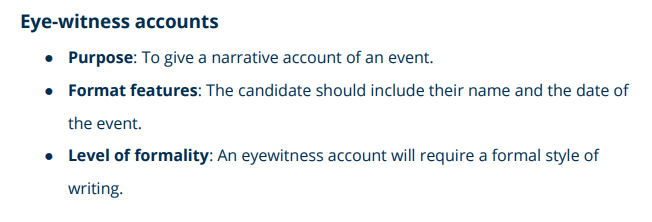 Eye-witness accounts
● Purpose: To give a narrative account of an event.
● Format features: The candidate should include their name and the date of
the event.
● Level of formality: An eyewitness account will require a formal style of
writing.